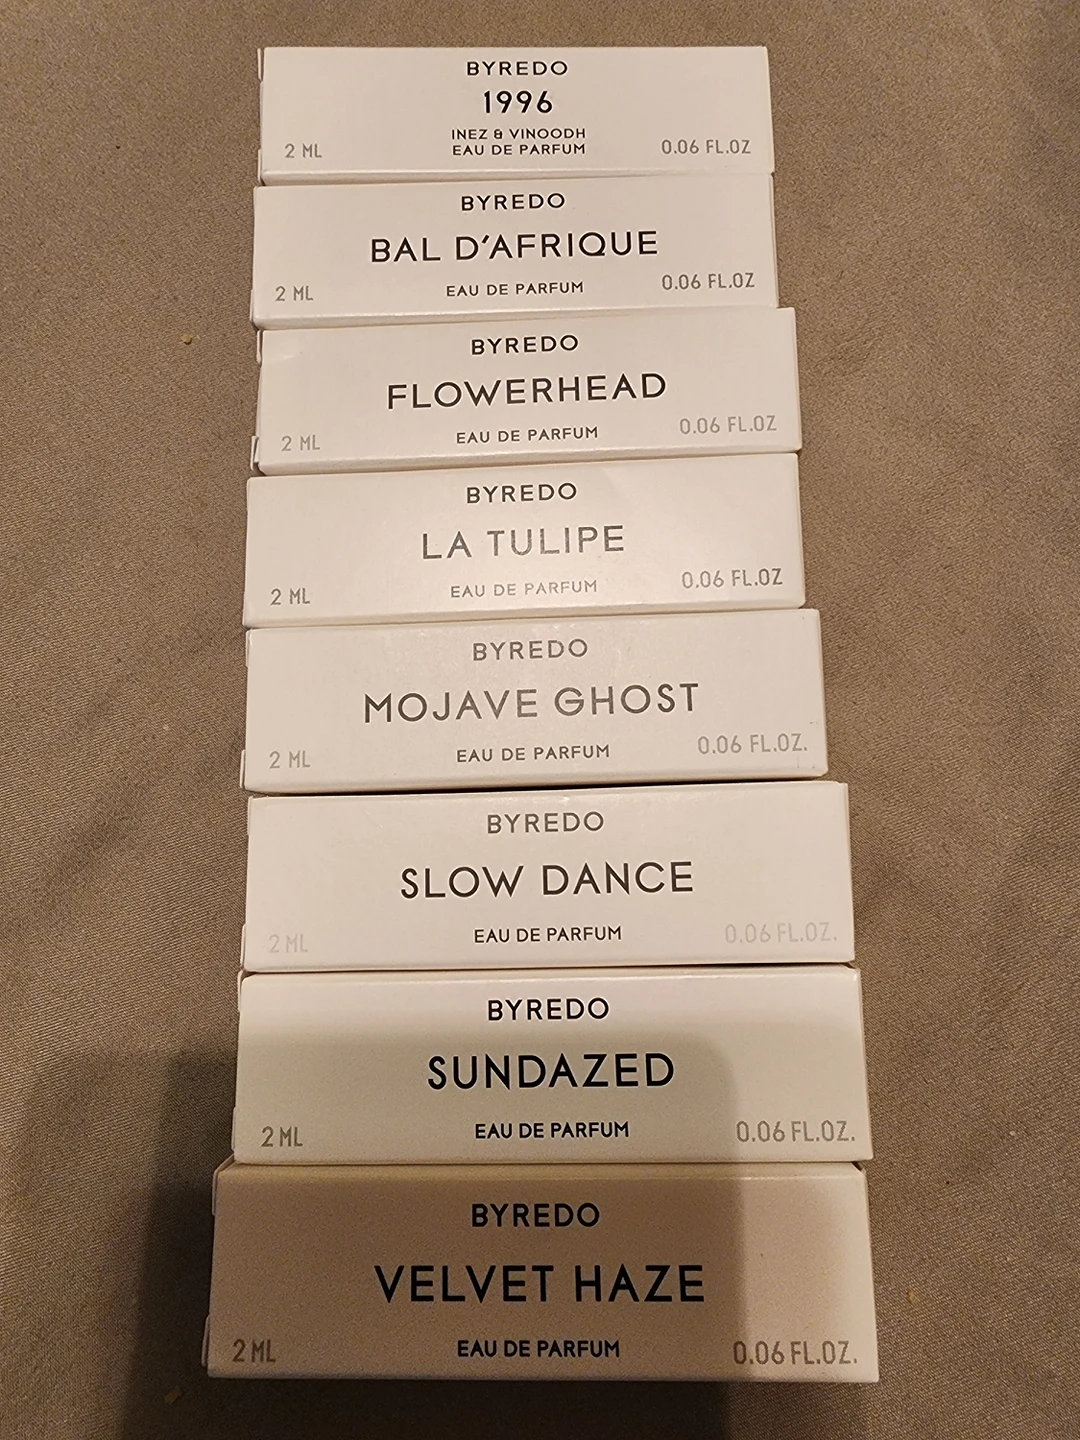 BYREDO
1996
INEZ & VINOODH
EAU DE PARFUM
2 ML
0.06 FL.OZ
BYREDO
BAL D'AFRIQUE
EAU DE PARFUM
2 ML
0.06 FL.OZ
BYREDO
FLOWERHEAD
EAU DE PARFUM
2 ML
0.06 FL.OZ
BYREDO
LA TULIPE
EAU DE PARFUM
2 ML
0.06 FL.OZ
BYREDO
MOJAVE GHOST
EAU DE PARFUM
2 ML
0.06 FL.OZ.
BYREDO
SLOW DANCE
EAU DE PARFUM
2 ML
0.06 FL.OZ.
BYREDO
SUNDAZED
EAU DE PARFUM
2 ML
0.06 FL.OZ.
BYREDO
VELVET HAZE
EAU DE PARFUM
2 ML
0.06 FL.OZ.